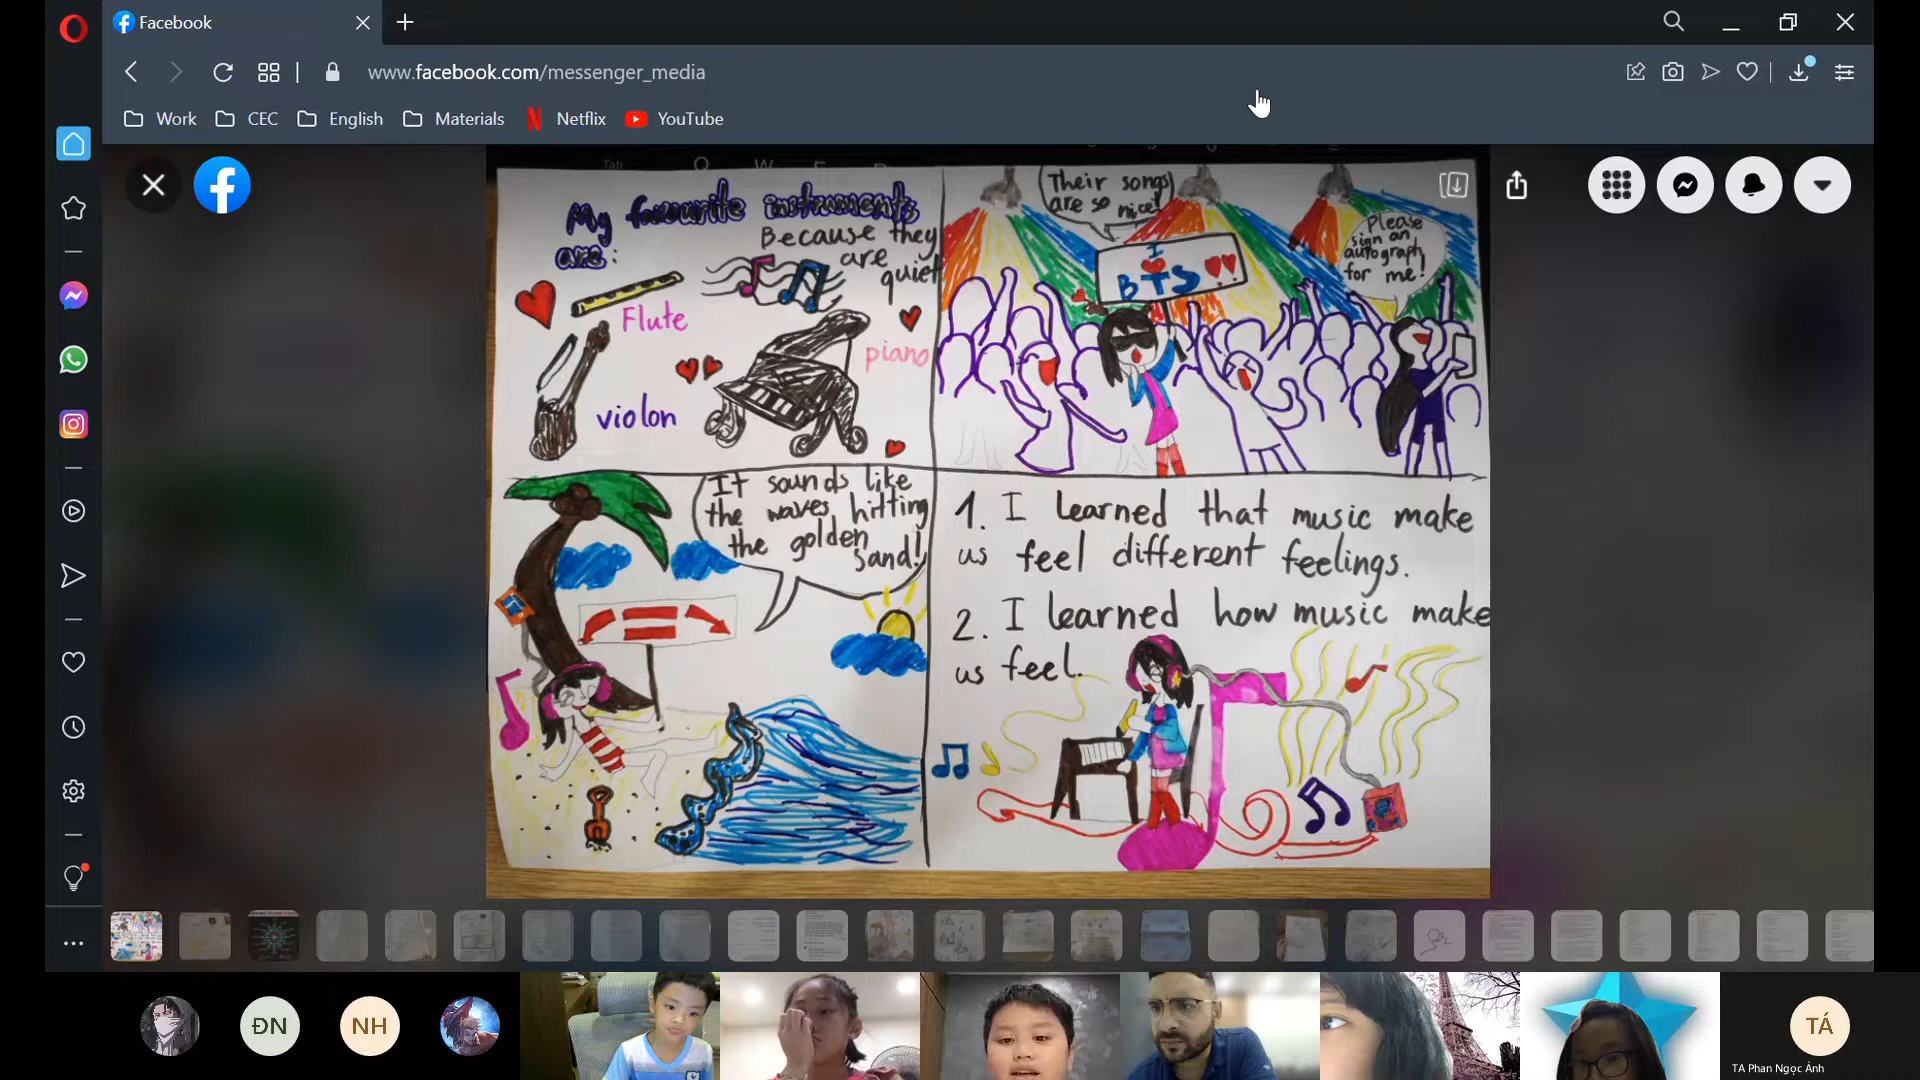 Facebook
www.facebook.com/messenger_media
Work
CEC
English
Materials
Netflix
YouTube
Tab
My favourite instruments
are:
Because they
are
quiet
Flute
piano
violon
Their songs
are so nice!
I
BTS
Please
sign an
autograph
for me!
It sounds like
the waves hitting
the golden
sand!
1. I learned that music make
us feel different feelings.
2. I learned how music make
us feel.
ĐN
NH
TÁ
TA Phan Ngọc Ánh